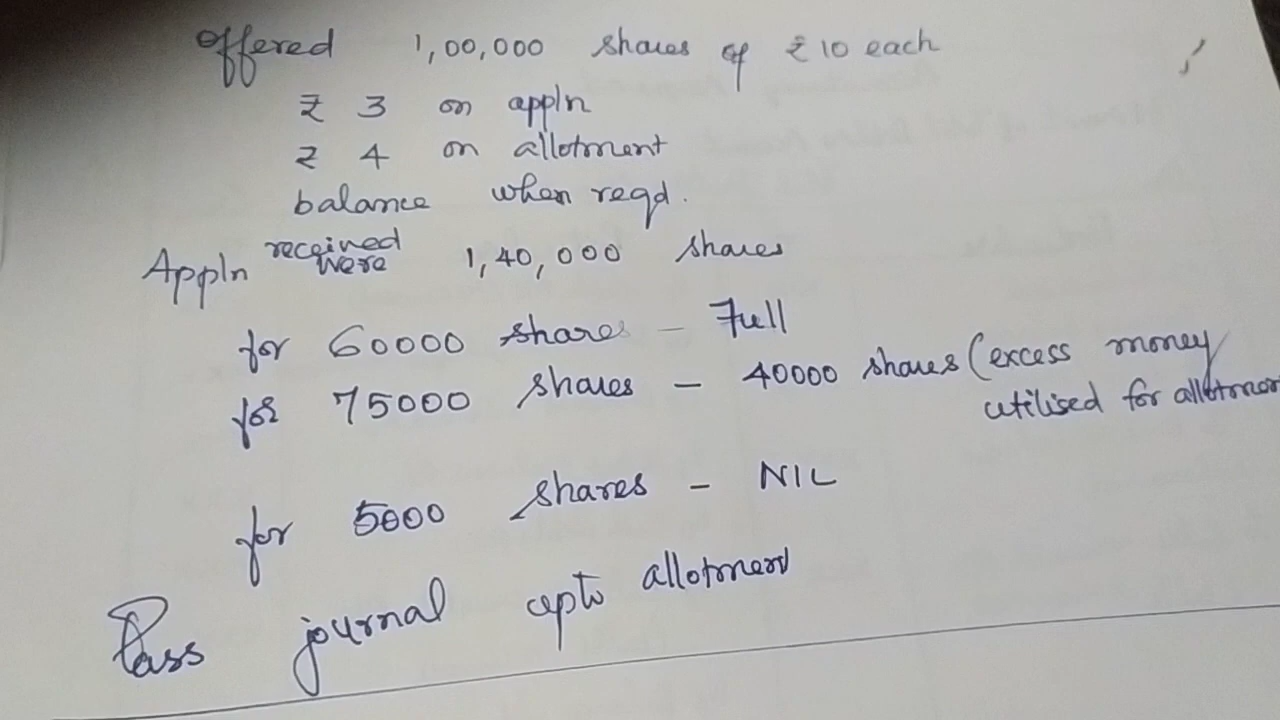 Offered 1,00,000 shares of ₹ 10 each
₹ 3 on appln
₹ 4 on allotment
balance when reqd.
Appln received were 1,40,000 shares
for 60000 shares - Full
for 75000 shares - 40000 shares (excess money
utilised for allotment
for 5000 shares - NIL
Pass journal upto allotment